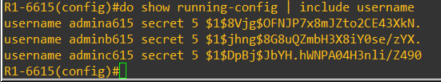 R1-6615(config)#do show running-config | include username
username admina615 secret 5 $1$8Vjg$OFNJP7x8mJZto2CE43XkN.
username adminb615 secret 5 $1$jhng$8G8uQZmbH3X8iY0se/zYX.
username adminc615 secret 5 $1$DpBj$JbYH.hWNPA04H3nli/Z490
R1-6615(config)#